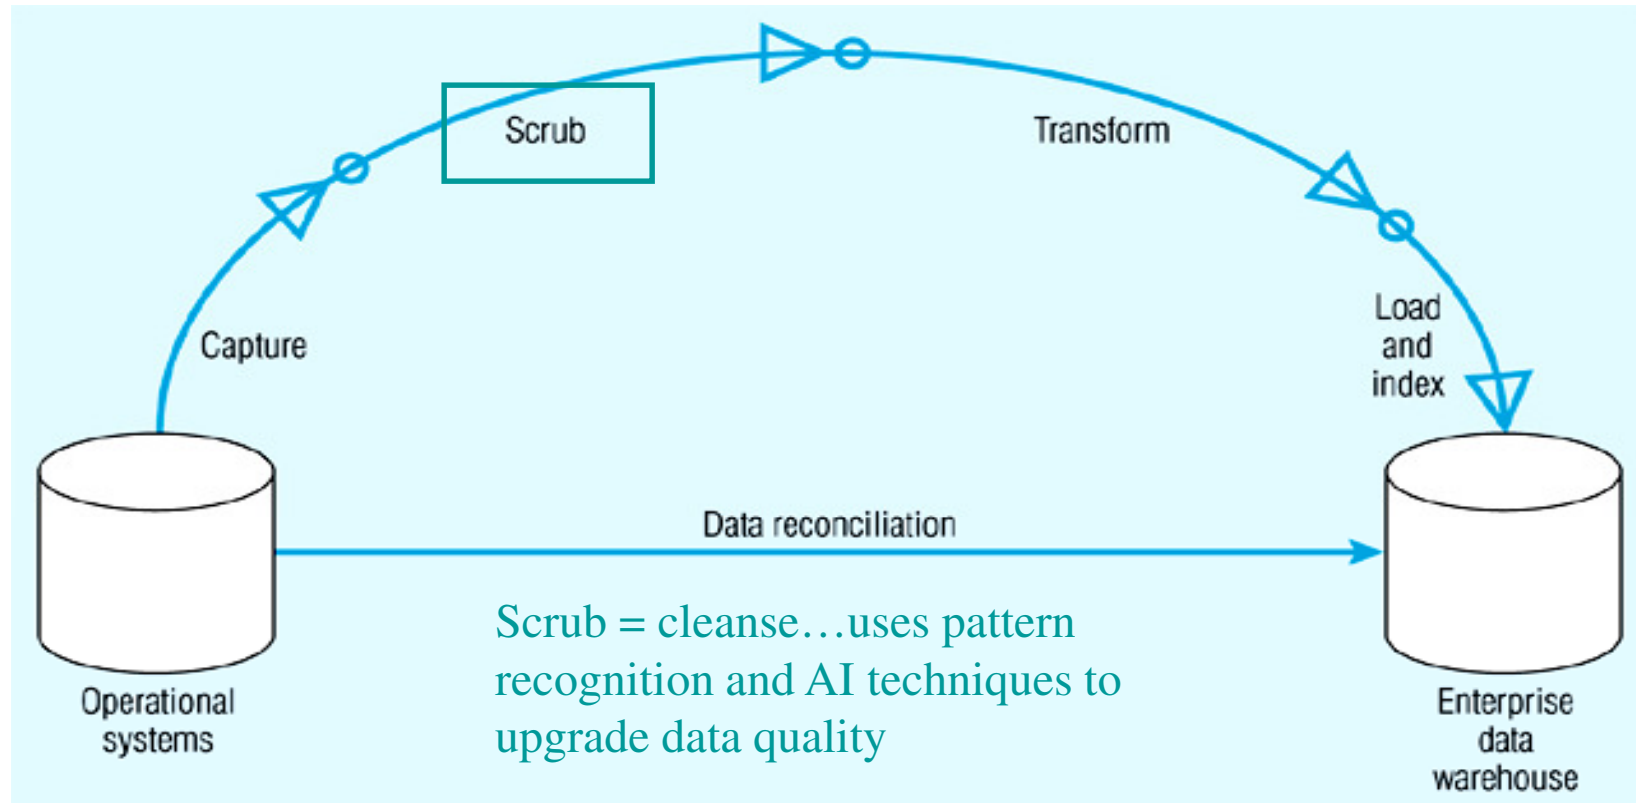 Scrub
Transform
Capture
Load
and
index
Data reconciliation
Scrub = cleanse…uses pattern
recognition and AI techniques to
upgrade data quality
Operational
systems
Enterprise
data
warehouse